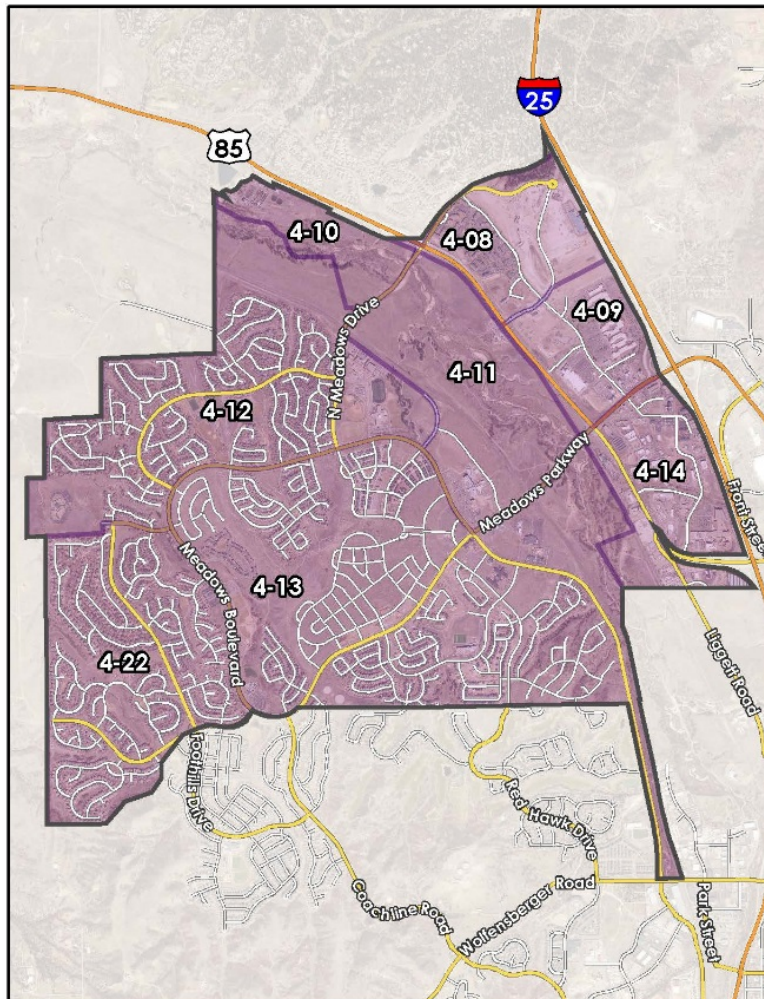 25
85
4-10
4-08
4-09
N Meadows Drive
4-11
4-12
Meadows Parkway
4-14
Front Street
Meadows Boulevard
4-13
4-22
Liggett Road
Foothills Drive
Red Hawk Drive
Coachline Road
Wolfensberger Road
Park Street